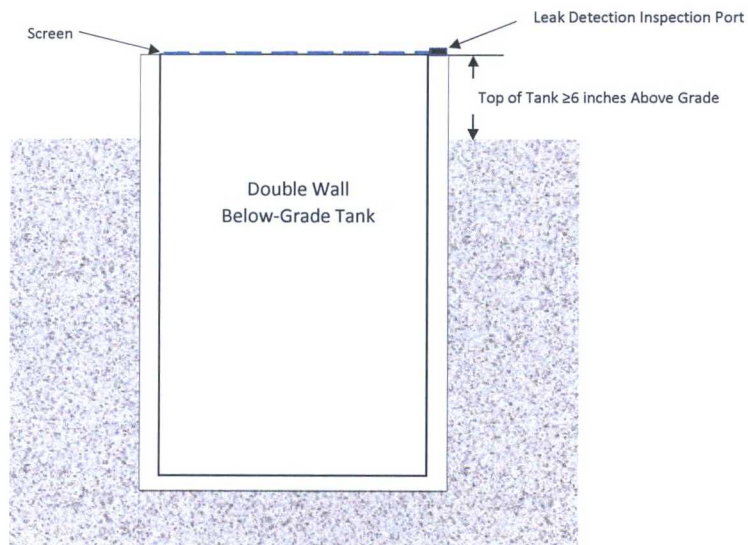 Leak Detection Inspection Port
Screen
Top of Tank ≥6 inches Above Grade
Double Wall
Below-Grade Tank